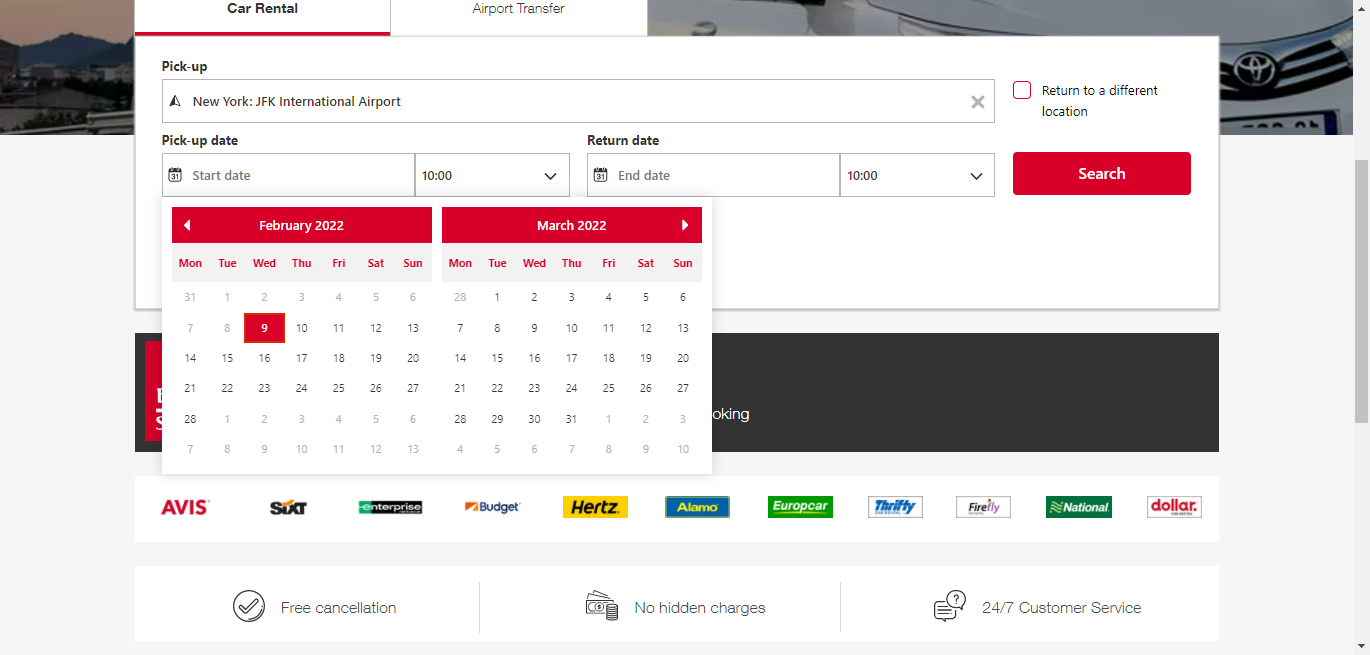 Car Rental
Airport Transfer
Pick-up
New York: JFK International Airport
Return to a different
location
Pick-up date
Return date
31 Start date
10:00
31 End date
10:00
Search
February 2022
March 2022
Mon Tue Wed Thu Fri Sat Sun
Mon Tue Wed Thu Fri Sat Sun
31 1 2 3 4 5 6
28 1 2 3 4 5 6
7 8 9 10 11 12 13
7 8 9 10 11 12 13
14 15 16 17 18 19 20
14 15 16 17 18 19 20
21 22 23 24 25 26 27
21 22 23 24 25 26 27
28 1 2 3 4 5 6
28 29 30 31 1 2 3
7 8 9 10 11 12 13
4 5 6 7 8 9 10
oking
AVIS
SIXT
enterprise
Budget
Hertz
Alamo
Europcar
Thrifty
CAR RENTAL
Firefly
National
dollar.
CAR RENTAL
Free cancellation
No hidden charges
24/7 Customer Service